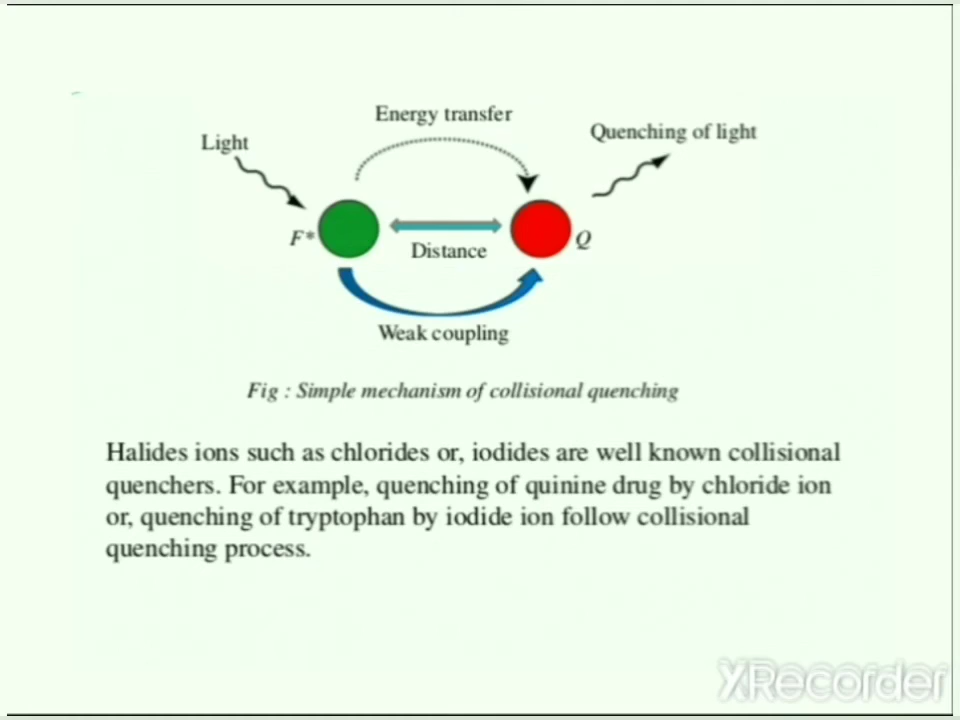 Energy transfer
Quenching of light
Light
F*
Q
Distance
Weak coupling
Fig : Simple mechanism of collisional quenching
Halides ions such as chlorides or, iodides are well known collisional
quenchers. For example, quenching of quinine drug by chloride ion
or, quenching of tryptophan by iodide ion follow collisional
quenching process.
XRecorder